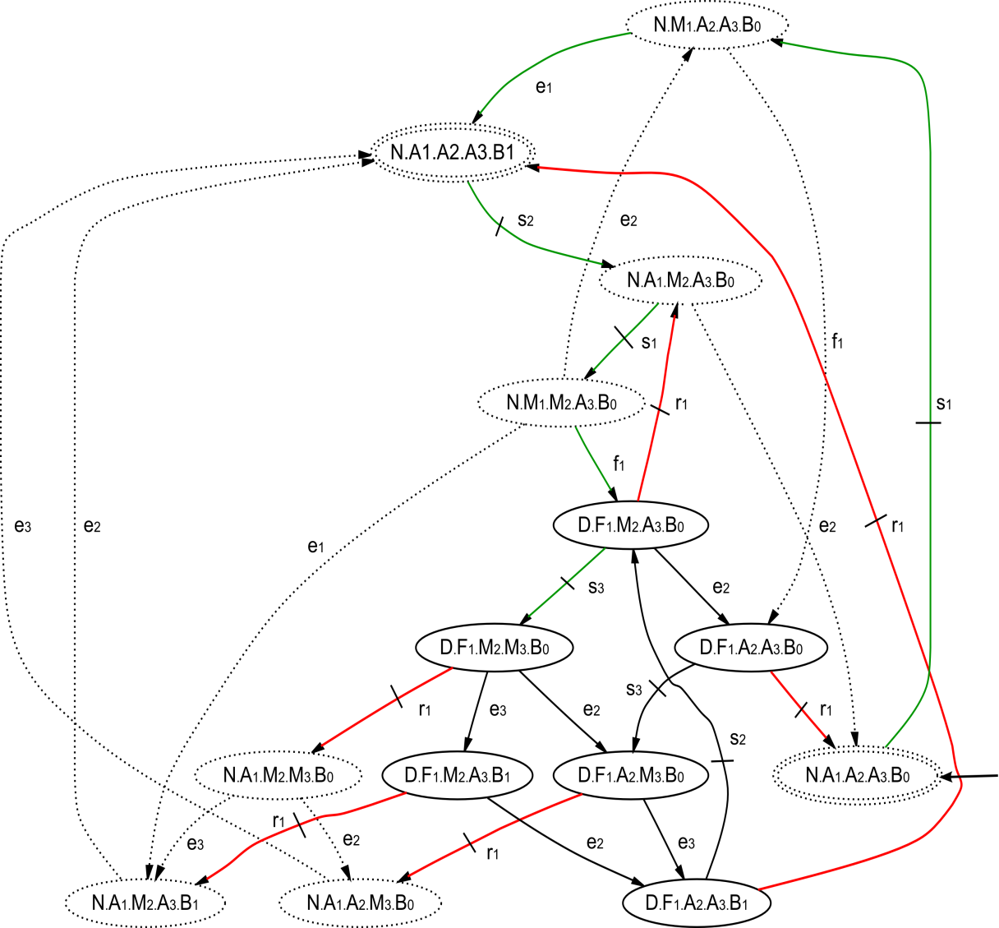 N.M1.A2.A3.B0
e1
N.A1.A2.A3.B1
s2
e2
N.A1.M2.A3.B0
s1
f1
N.M1.M2.A3.B0
r1
s1
f1
D.F1.M2.A3.B0
e3
e2
e1
e2
r1
s3
e2
D.F1.M2.M3.B0
D.F1.A2.A3.B0
s3
r1
e3
e2
r1
s2
N.A1.M2.M3.B0
D.F1.M2.A3.B1
D.F1.A2.M3.B0
N.A1.A2.A3.B0
r1
e3
e2
r1
e2
e3
N.A1.M2.A3.B1
N.A1.A2.M3.B0
D.F1.A2.A3.B1